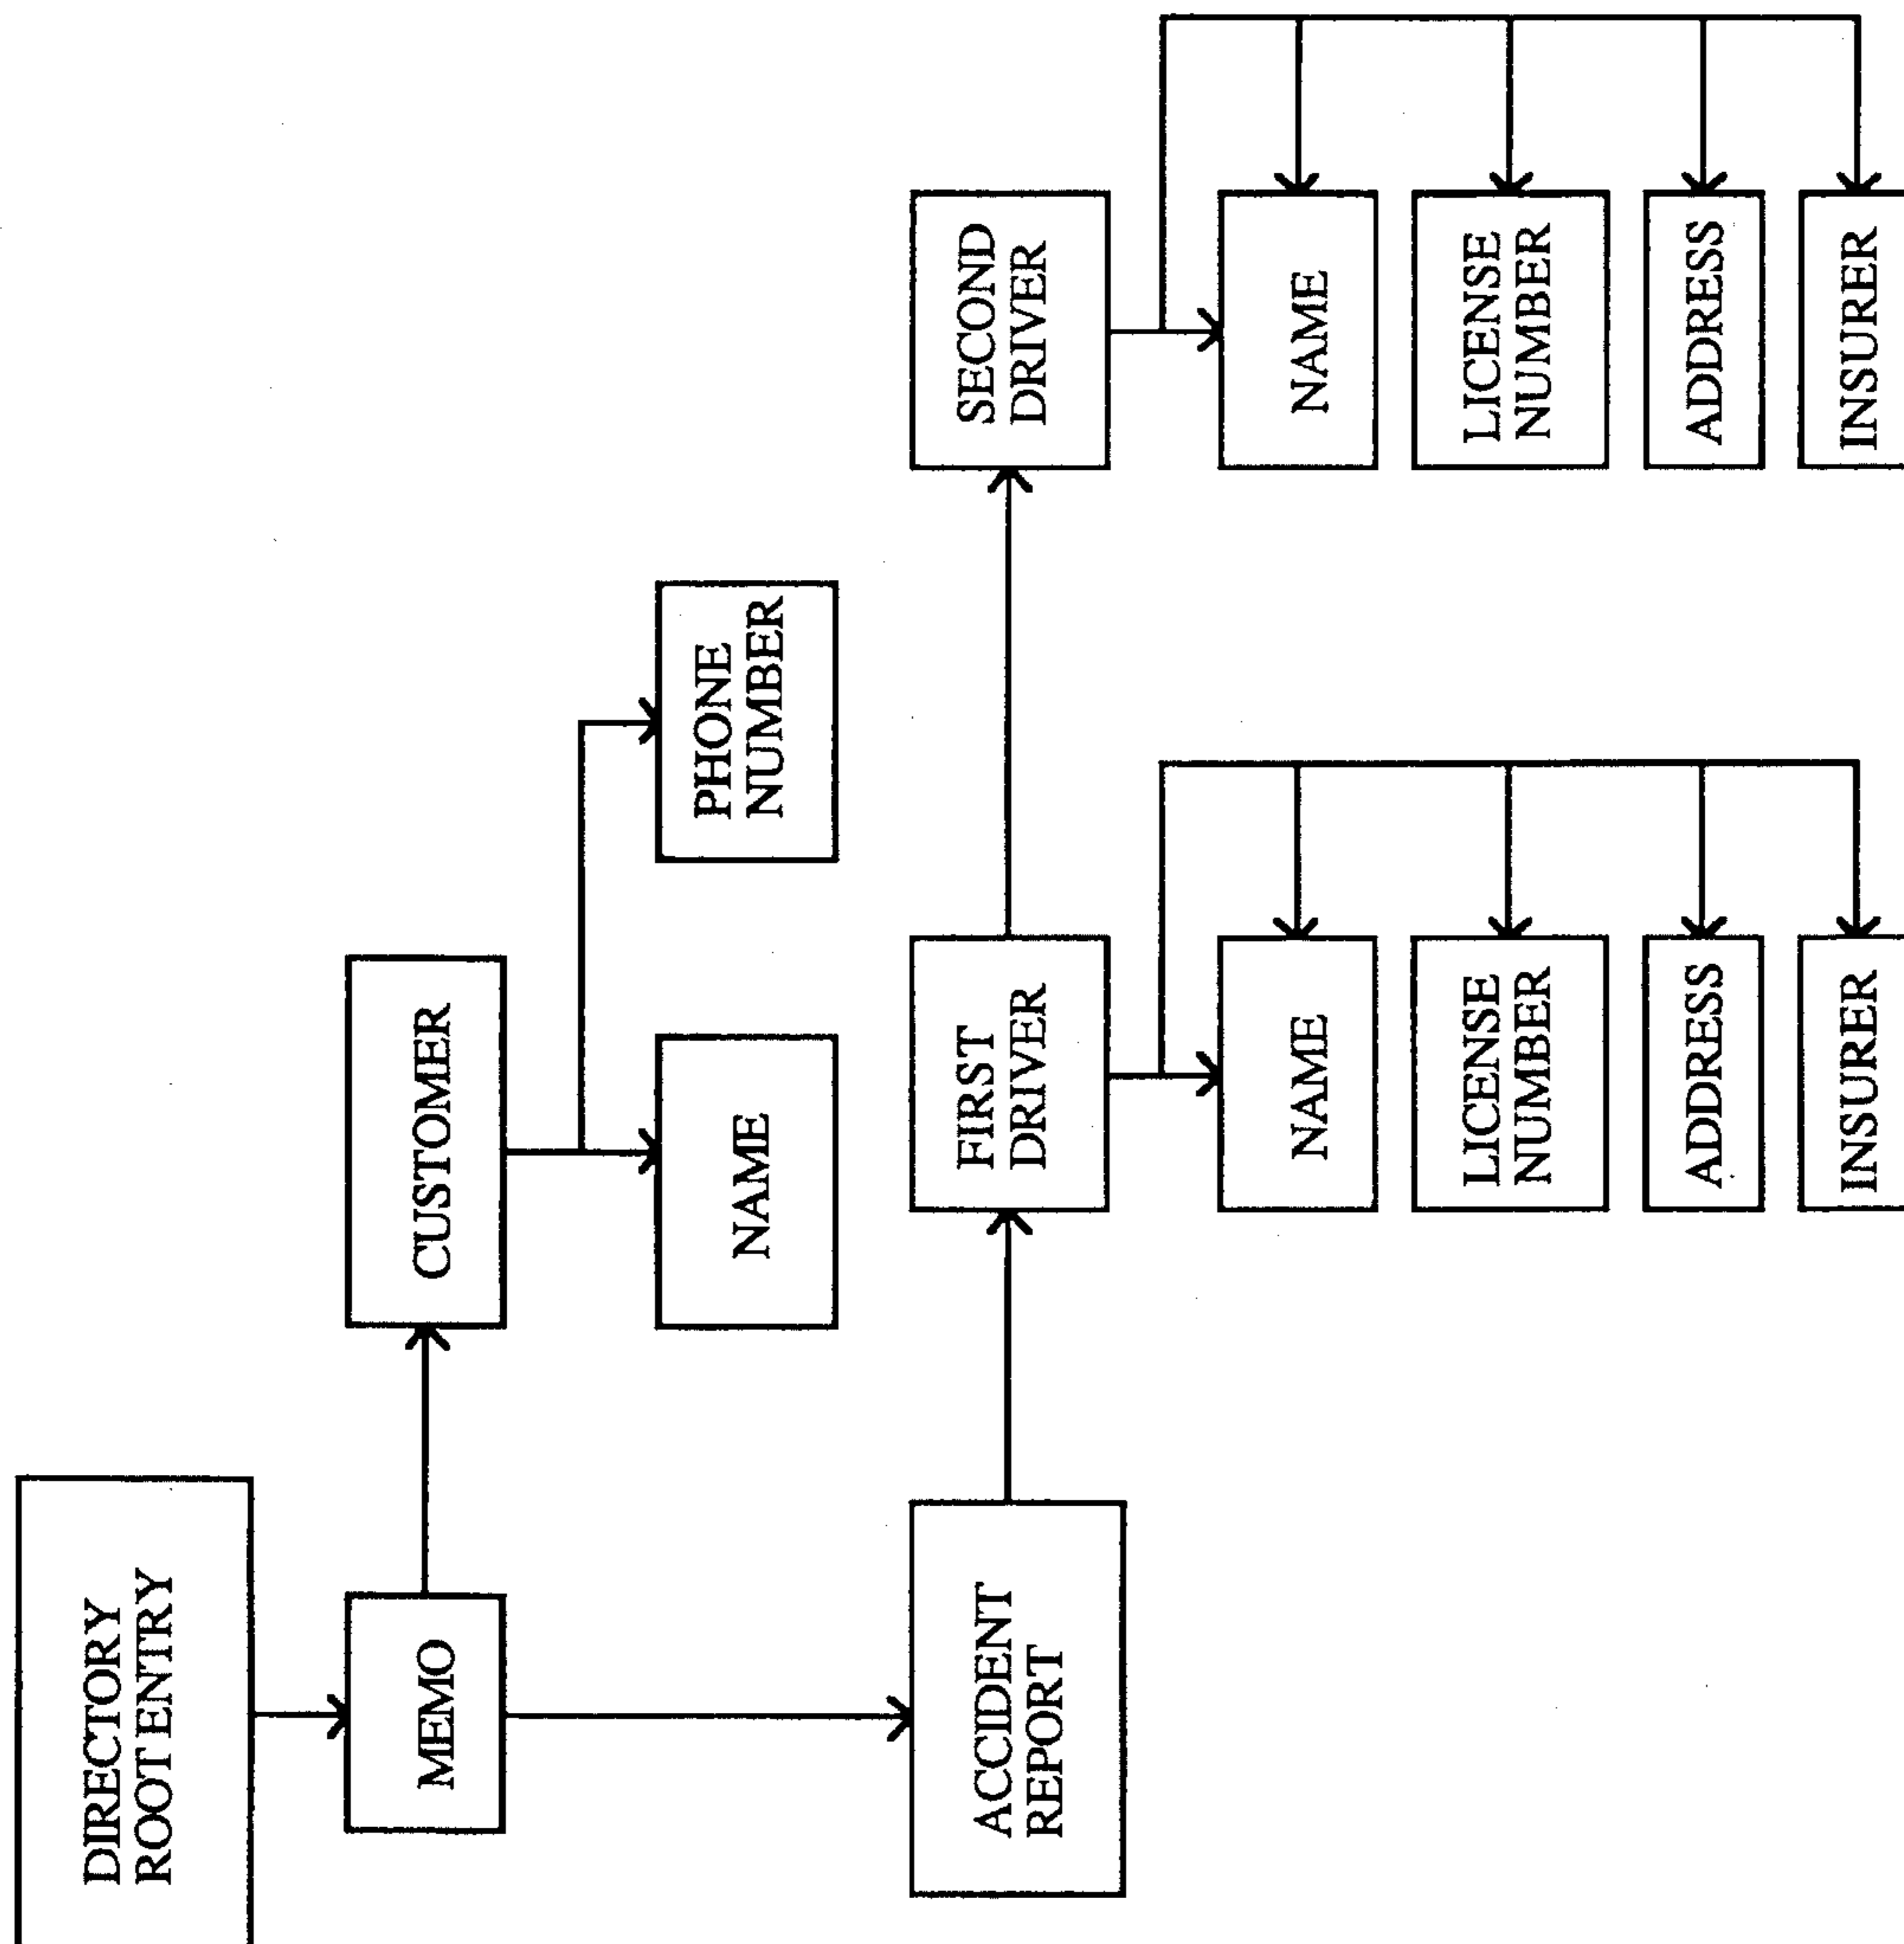 DIRECTORY
ROOT ENTRY
MEMO
CUSTOMER
NAME
PHONE
NUMBER
ACCIDENT
REPORT
FIRST
DRIVER
SECOND
DRIVER
NAME
NAME
LICENSE
NUMBER
LICENSE
NUMBER
ADDRESS
ADDRESS
INSURER
INSURER